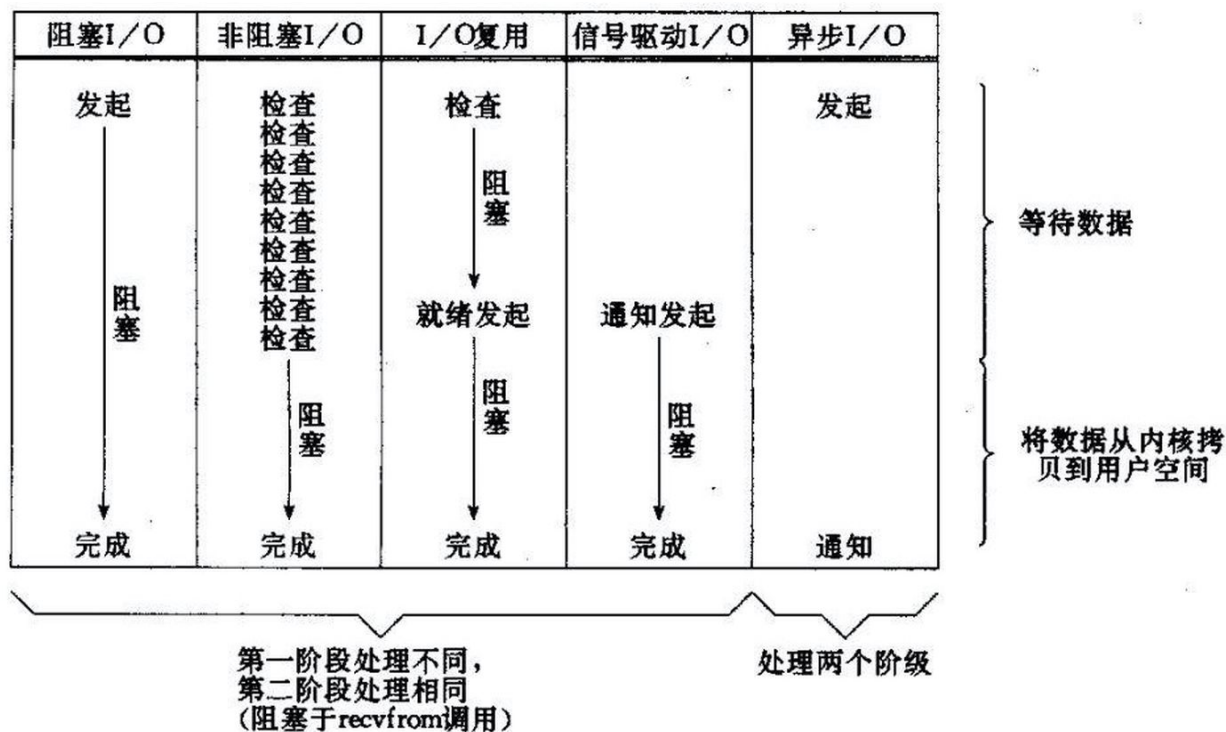 阻塞I/O 非阻塞I/O I/O复用 信号驱动I/O 异步I/O
发起 检查 检查 发起
检查
检查
检查
检查
检查
检查
检查
检查
阻塞
等待数据
阻塞
就绪发起 通知发起
阻塞
阻塞
阻塞
将数据从内核拷
贝到用户空间
完成 完成 完成 完成 通知
第一阶段处理不同，
第二阶段处理相同
(阻塞于recvfrom调用)
处理两个阶级